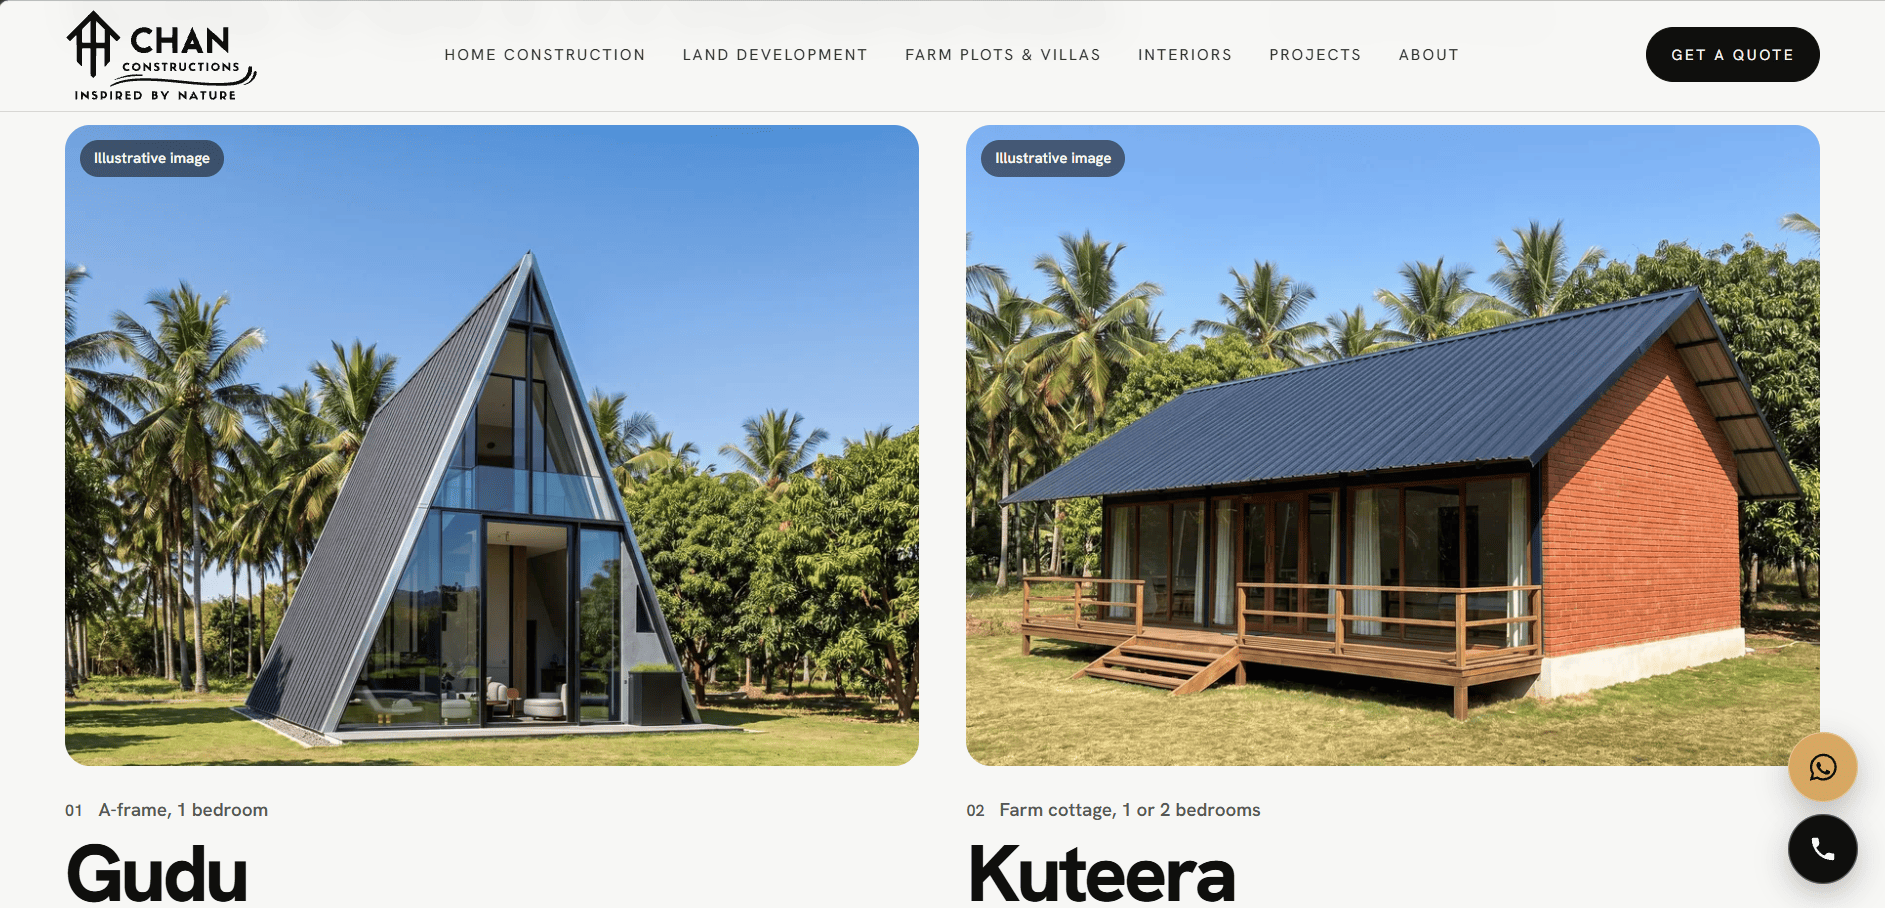 CHAN
CONSTRUCTIONS
INSPIRED BY NATURE
HOME CONSTRUCTION
LAND DEVELOPMENT
FARM PLOTS & VILLAS
INTERIORS
PROJECTS
ABOUT
GET A QUOTE
Illustrative image
Illustrative image
01 A-frame, 1 bedroom
Gudu
02 Farm cottage, 1 or 2 bedrooms
Kuteera